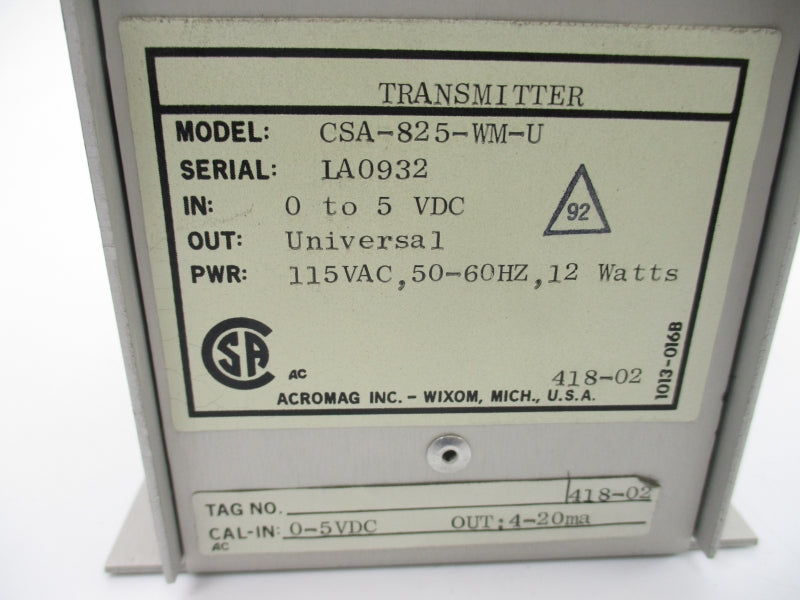 TRANSMITTER
MODEL: CSA-825-WM-U
SERIAL: IA0932
IN: 0 to 5 VDC
92
OUT: Universal
PWR: 115VAC,50-60HZ,12 Watts
CSA
AC
418-02
1013-016B
ACROMAG INC. - WIXOM, MICH., U.S.A.
TAG NO. 418-02
CAL-IN: 0-5VDC OUT: 4-20ma
AC